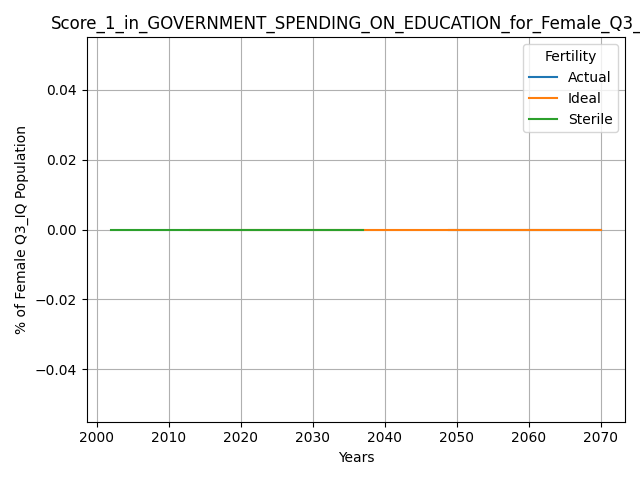 Score_1_in_GOVERNMENT_SPENDING_ON_EDUCATION_for_Female_Q3_
Fertility
Actual
Ideal
Sterile
% of Female Q3_IQ Population
0.04
0.02
0.00
−0.02
−0.04
2000 2010 2020 2030 2040 2050 2060 2070
Years